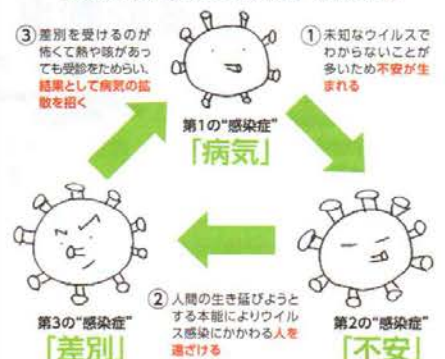 ③差別を受けるのが
怖くて熱や咳があっ
ても受診をためらい、
結果として病気の拡
散を招く
①未知なウイルスで
わからないことが
多いため不安が生
まれる
第1の“感染症”
「病気」
②人間の生き延びようと
する本能によりウイル
ス感染にかかわる人を
遠ざける
第3の“感染症”
「差別」
第2の“感染症”
「不安」